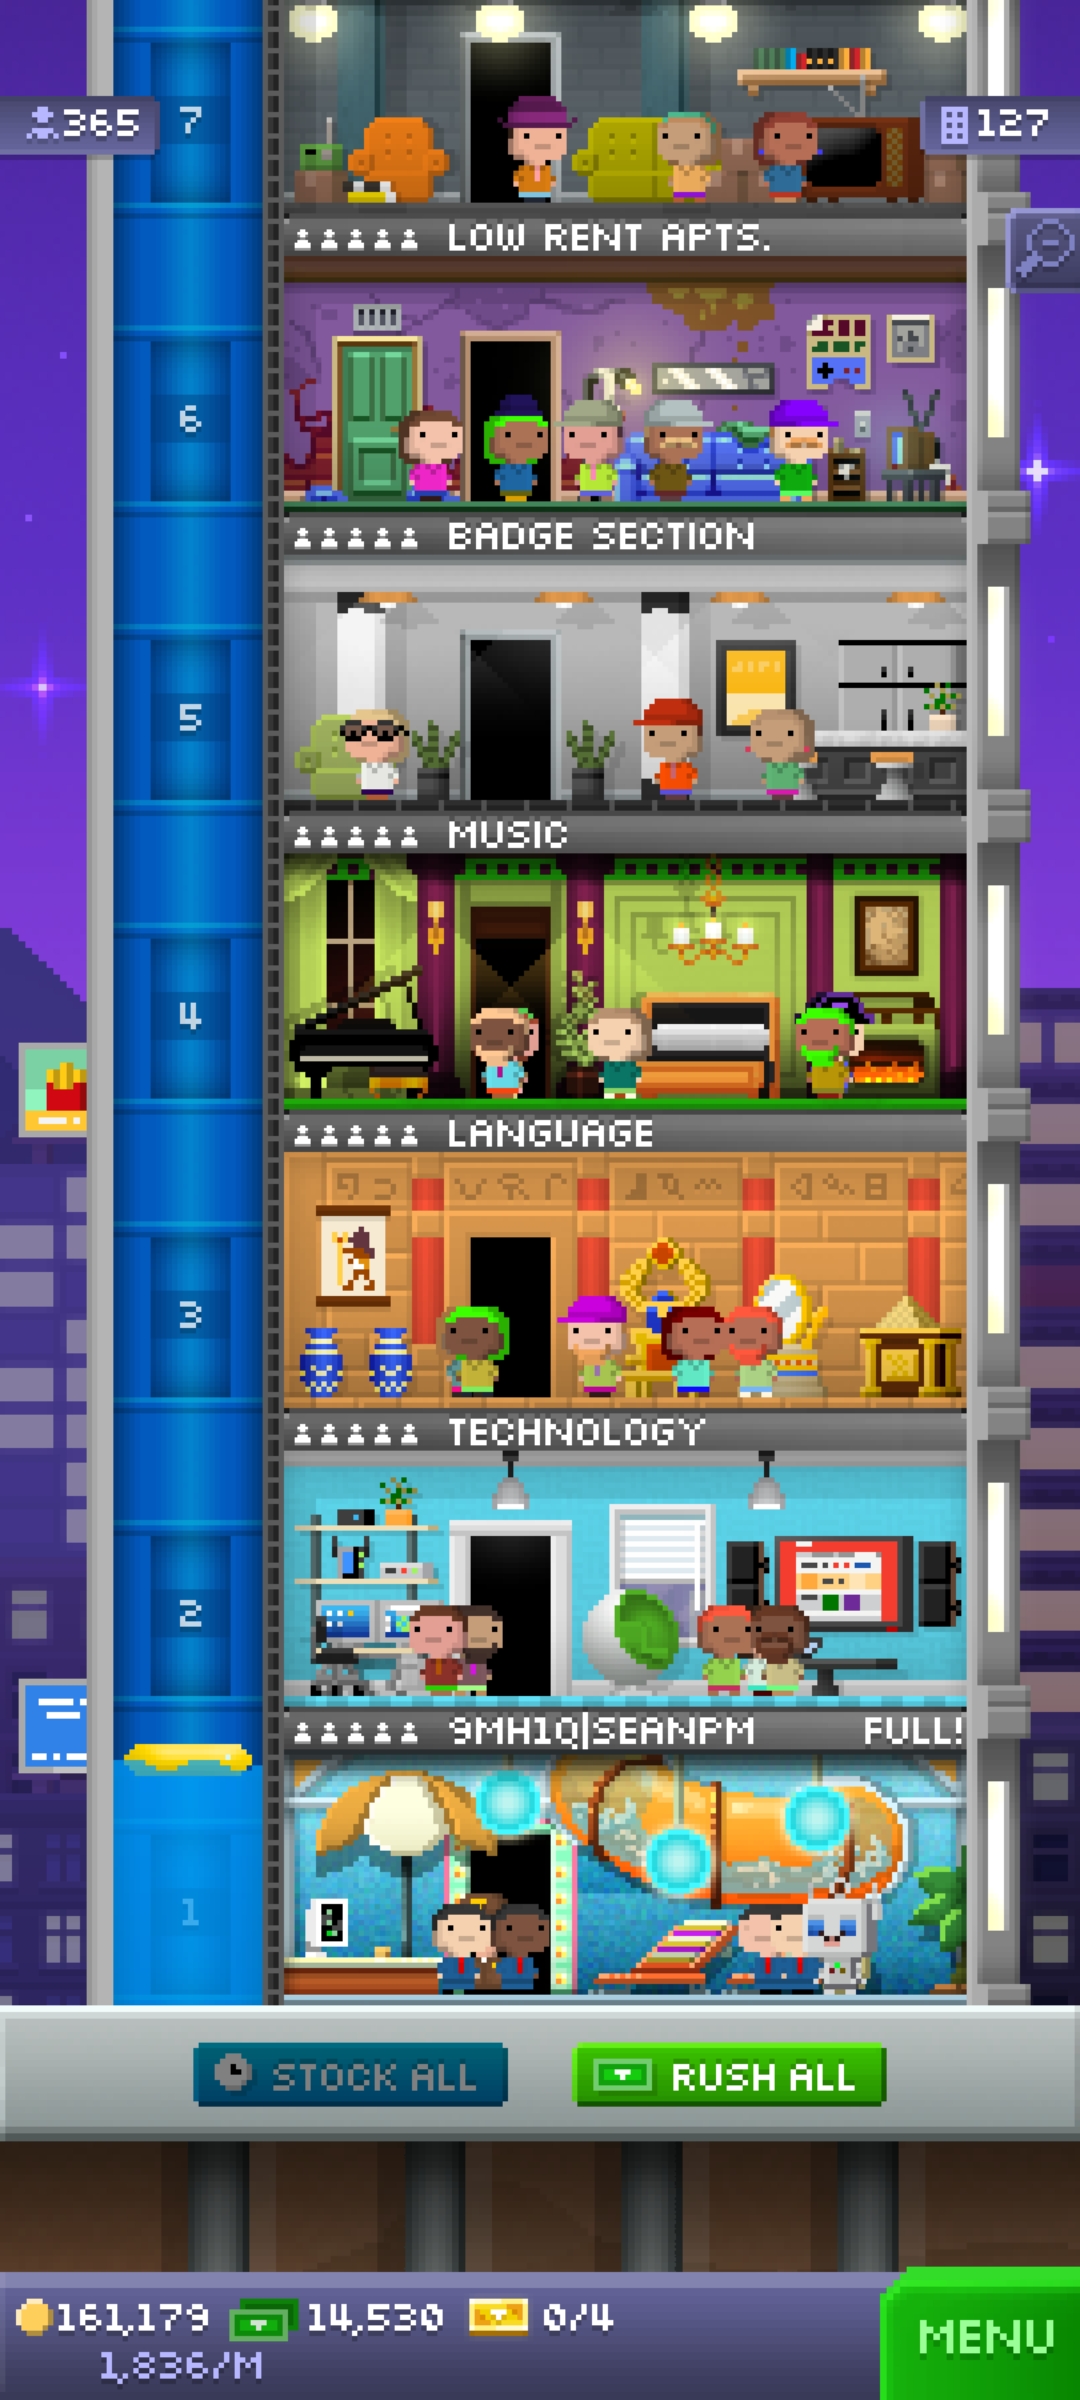 365
7
127
LOW RENT APTS.
6
BADGE SECTION
5
MUSIC
4
LANGUAGE
3
TECHNOLOGY
2
9MH1Q|SEANPM FULL!
1
STOCK ALL
RUSH ALL
161,179 14,530 0/4
1,836/M
MENU